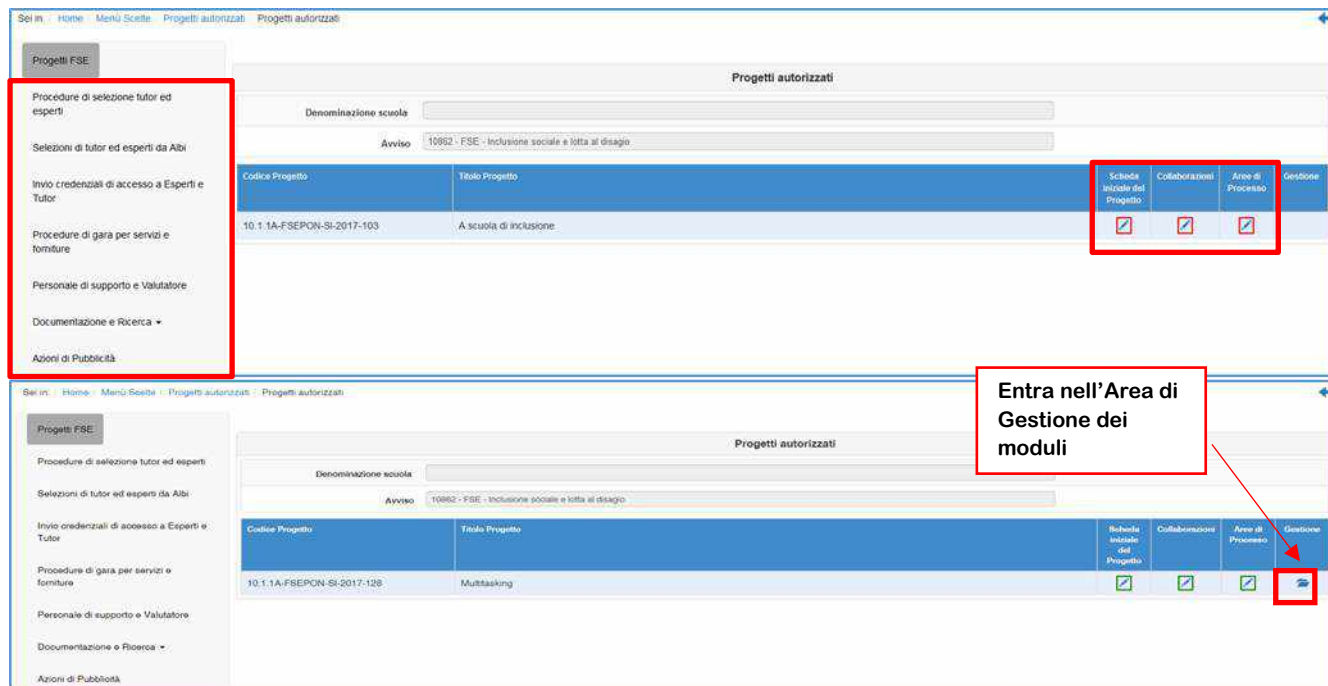 Sei in: / Home / Menù Scelte / Progetti autorizzati / Progetti autorizzati
Progetti FSE
Procedure di selezione tutor ed
esperti
Selezioni di tutor ed esperti da Albi
Invio credenziali di accesso a Esperti e
Tutor
Procedure di gara per servizi e
forniture
Personale di supporto e Valutatore
Documentazione e Ricerca
Azioni di Pubblicità
Progetti autorizzati
Denominazione scuola
Avviso 10862 - FSE - Inclusione sociale e lotta al disagio
Codice Progetto Titolo Progetto Scheda iniziale del Progetto Collaborazioni Aree di Processo Gestione
10.1.1A-FSEPON-SI-2017-103 A scuola di inclusione
Sei in: / Home / Menù Scelte / Progetti autorizzati / Progetti autorizzati
Entra nell’Area di
Gestione dei
moduli
Progetti FSE
Procedure di selezione tutor ed esperti
Selezioni di tutor ed esperti da Albi
Invio credenziali di accesso a Esperti e
Tutor
Procedure di gara per servizi e
forniture
Personale di supporto e Valutatore
Documentazione e Ricerca
Azioni di Pubblicità
Progetti autorizzati
Denominazione scuola
Avviso 10862 - FSE - Inclusione sociale e lotta al disagio
Codice Progetto Titolo Progetto Scheda iniziale del Progetto Collaborazioni Aree di Processo Gestione
10.1.1A-FSEPON-SI-2017-128 Multitasking